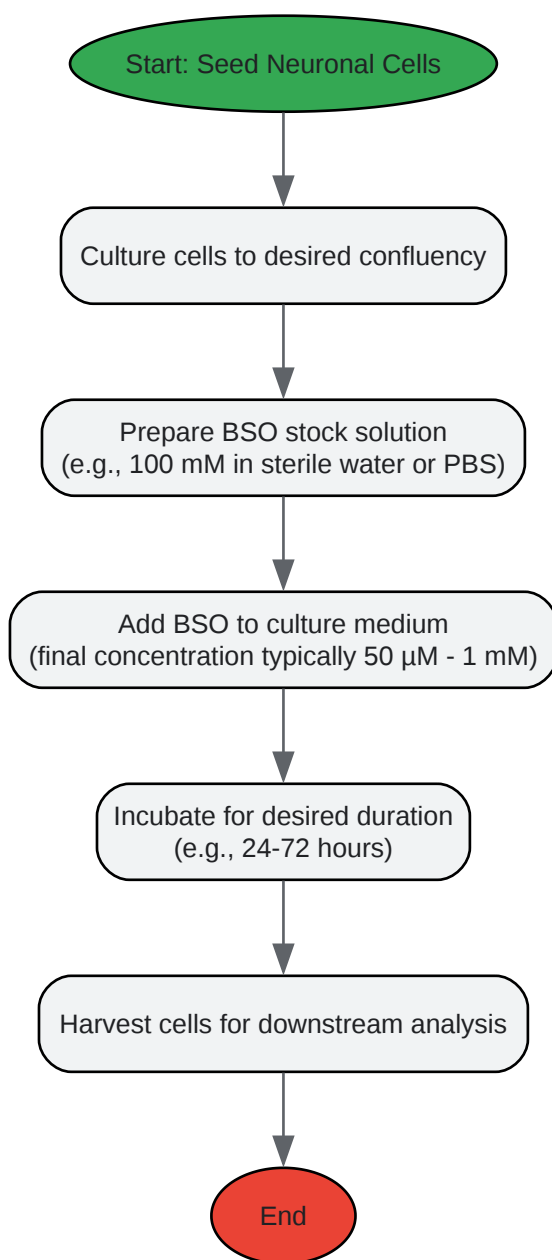 Start: Seed Neuronal Cells
Culture cells to desired confluency
Prepare BSO stock solution
(e.g., 100 mM in sterile water or PBS)
Add BSO to culture medium
(final concentration typically 50 µM - 1 mM)
Incubate for desired duration
(e.g., 24-72 hours)
Harvest cells for downstream analysis
End